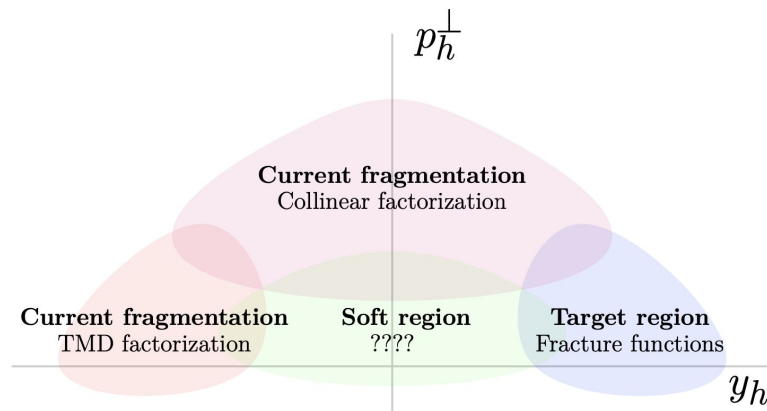 p_h^⊥
Current fragmentation
Collinear factorization
Current fragmentation
TMD factorization
Soft region
????
Target region
Fracture functions
y_h